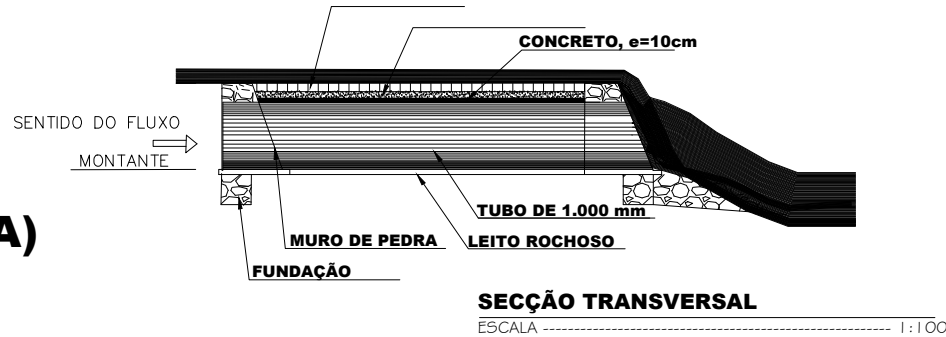 CONCRETO, e=10cm
SENTIDO DO FLUXO
MONTANTE
A)
TUBO DE 1.000 mm
MURO DE PEDRA
LEITO ROCHOSO
FUNDAÇÃO
SECÇÃO TRANSVERSAL
ESCALA ---------------------------------------------------------------- 1:100